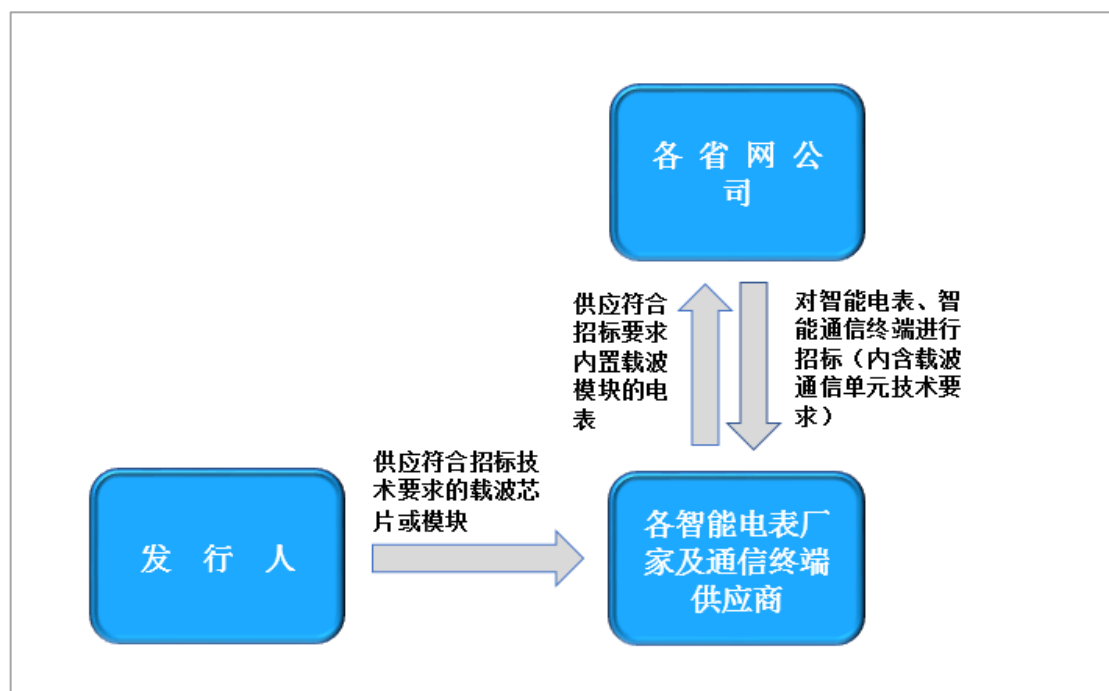 各省网公
司
供应符合
招标要求
内置载波
模块的电
表
对智能电表、智
能通信终端进行
招标（内含载波
通信单元技术要
求）
供应符合招标技
术要求的载波芯
片或模块
发行人
各智能电表厂
家及通信终端
供应商